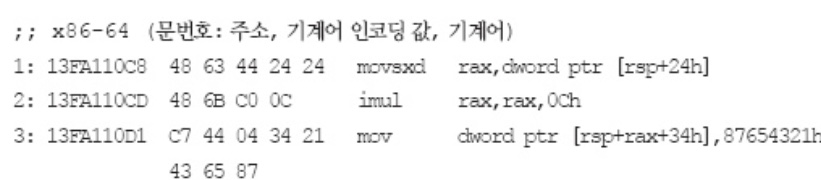 ;; x86-64 (문번호: 주소, 기계어 인코딩 값, 기계어)
1: 13FA110C8 48 63 44 24 24 movsxd rax,dword ptr [rsp+24h]
2: 13FA110CD 48 6B C0 0C imul rax,rax,0Ch
3: 13FA110D1 C7 44 04 34 21 mov dword ptr [rsp+rax+34h],87654321h
43 65 87